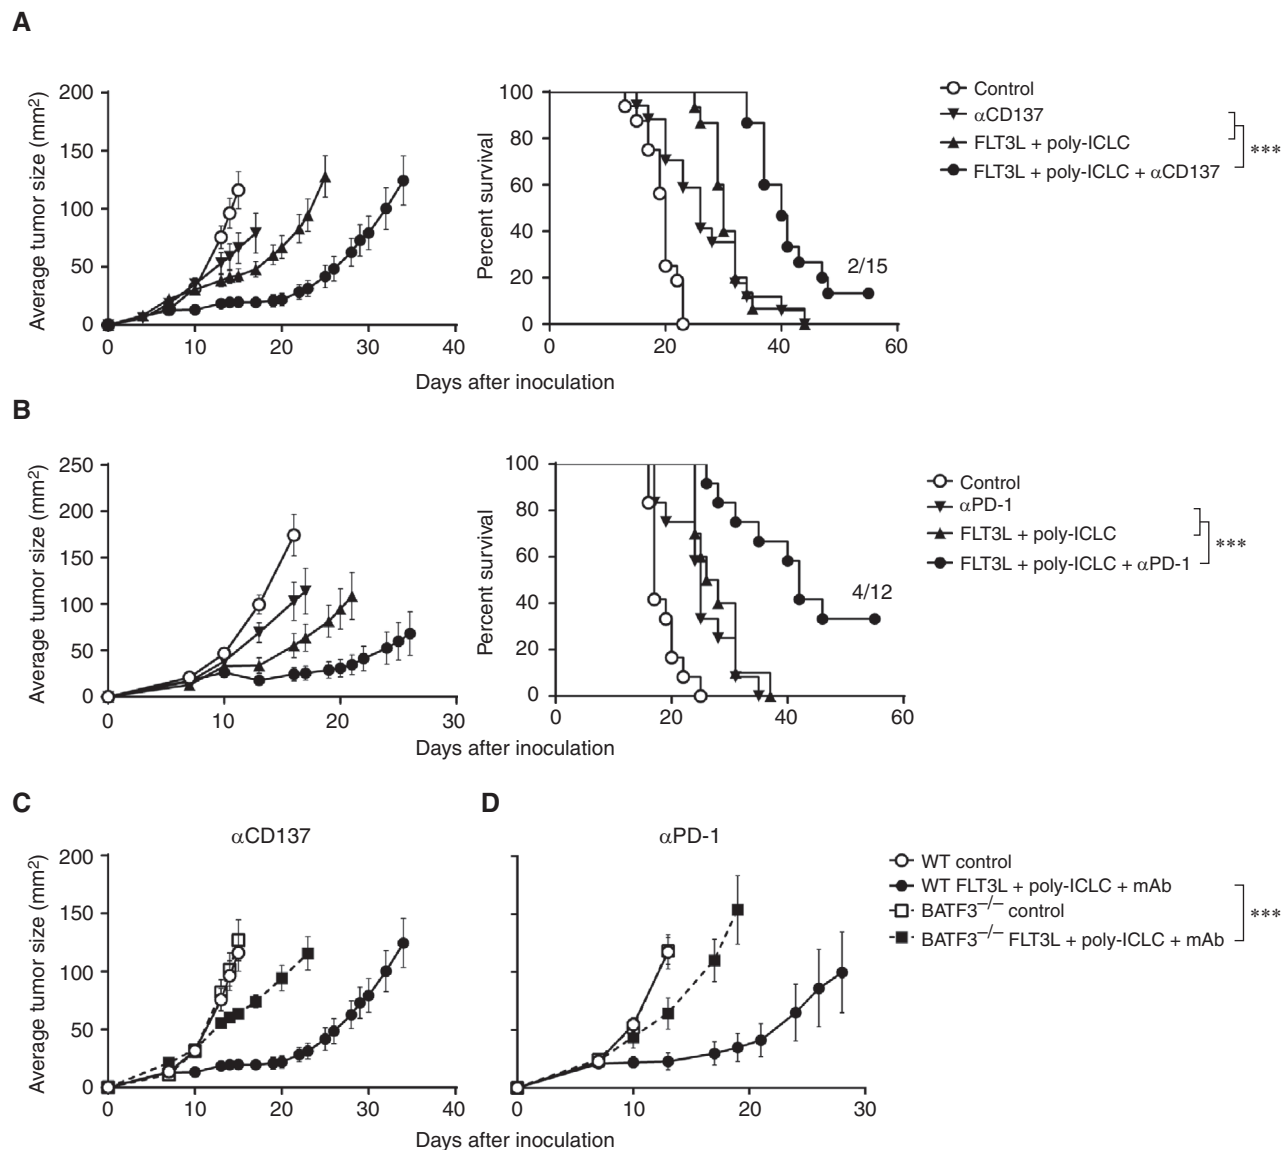 A
Average tumor size (mm²)
200
150
100
50
0
0 10 20 30 40
Percent survival
100
80
60
40
20
0
0 20 40 60
2/15
Days after inoculation
Control
αCD137
FLT3L + poly-ICLC
FLT3L + poly-ICLC + αCD137
***
B
Average tumor size (mm²)
250
200
150
100
50
0
0 10 20 30
Percent survival
100
80
60
40
20
0
0 20 40 60
4/12
Days after inoculation
Control
αPD-1
FLT3L + poly-ICLC
FLT3L + poly-ICLC + αPD-1
***
C
αCD137
Average tumor size (mm²)
200
150
100
50
0
0 10 20 30 40
D
αPD-1
0 10 20 30
Days after inoculation
WT control
WT FLT3L + poly-ICLC + mAb
BATF3⁻/⁻ control
BATF3⁻/⁻ FLT3L + poly-ICLC + mAb
***